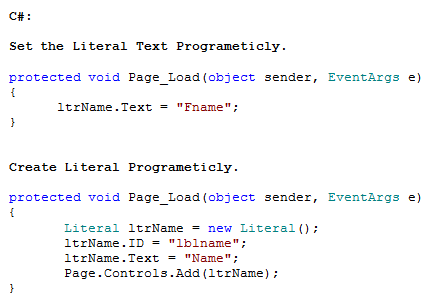 C#:
Set the Literal Text Programeticly.
protected void Page_Load(object sender, EventArgs e)
{
ltrName.Text = "Fname";
}
Create Literal Programeticly.
protected void Page_Load(object sender, EventArgs e)
{
Literal ltrName = new Literal();
ltrName.ID = "lblname";
ltrName.Text = "Name";
Page.Controls.Add(ltrName);
}